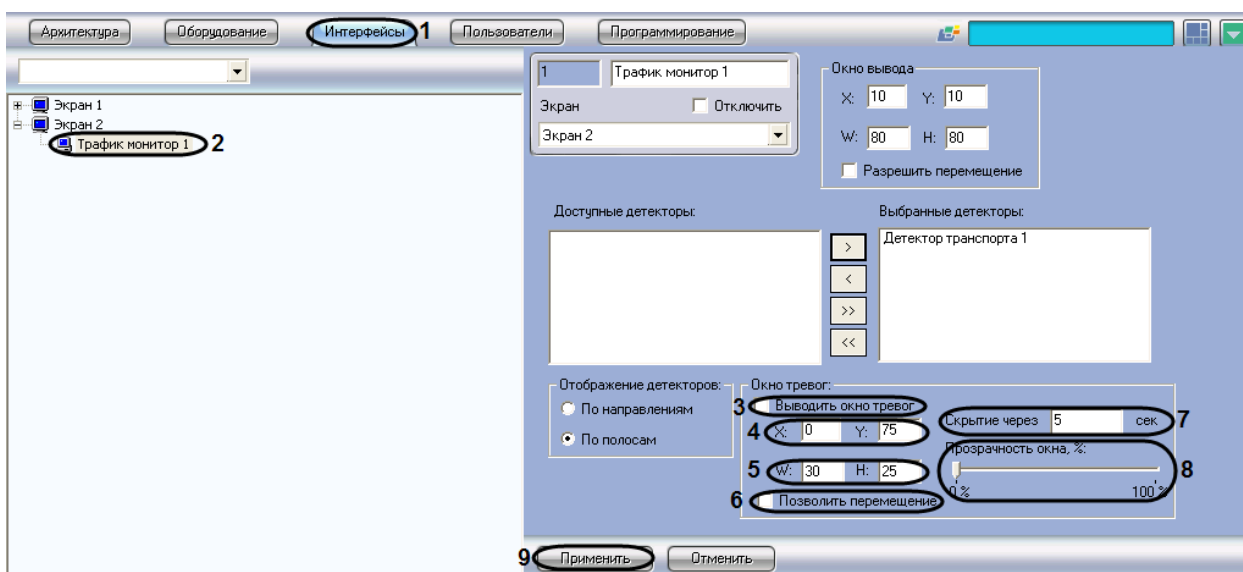 Архитектура Оборудование Интерфейсы 1 Пользователи Программирование
1 Трафик монитор 1 Окно вывода
X: 10 Y: 10
Экран 1 Экран Отключить
Экран 2 Экран 2 W: 80 H: 80
Трафик монитор 1 2
Разрешить перемещение
Доступные детекторы: Выбранные детекторы:
Детектор транспорта 1
>
<
>>
<<
Отображение детекторов: Окно тревог:
По направлениям 3 Выводить окно тревог
4 X: 0 Y: 75 Скрытие через 5 сек 7
По полосам Прозрачность окна, %:
5 W: 30 H: 25 8
6 Позволить перемещение 0 % 100 %
9 Применить Отменить